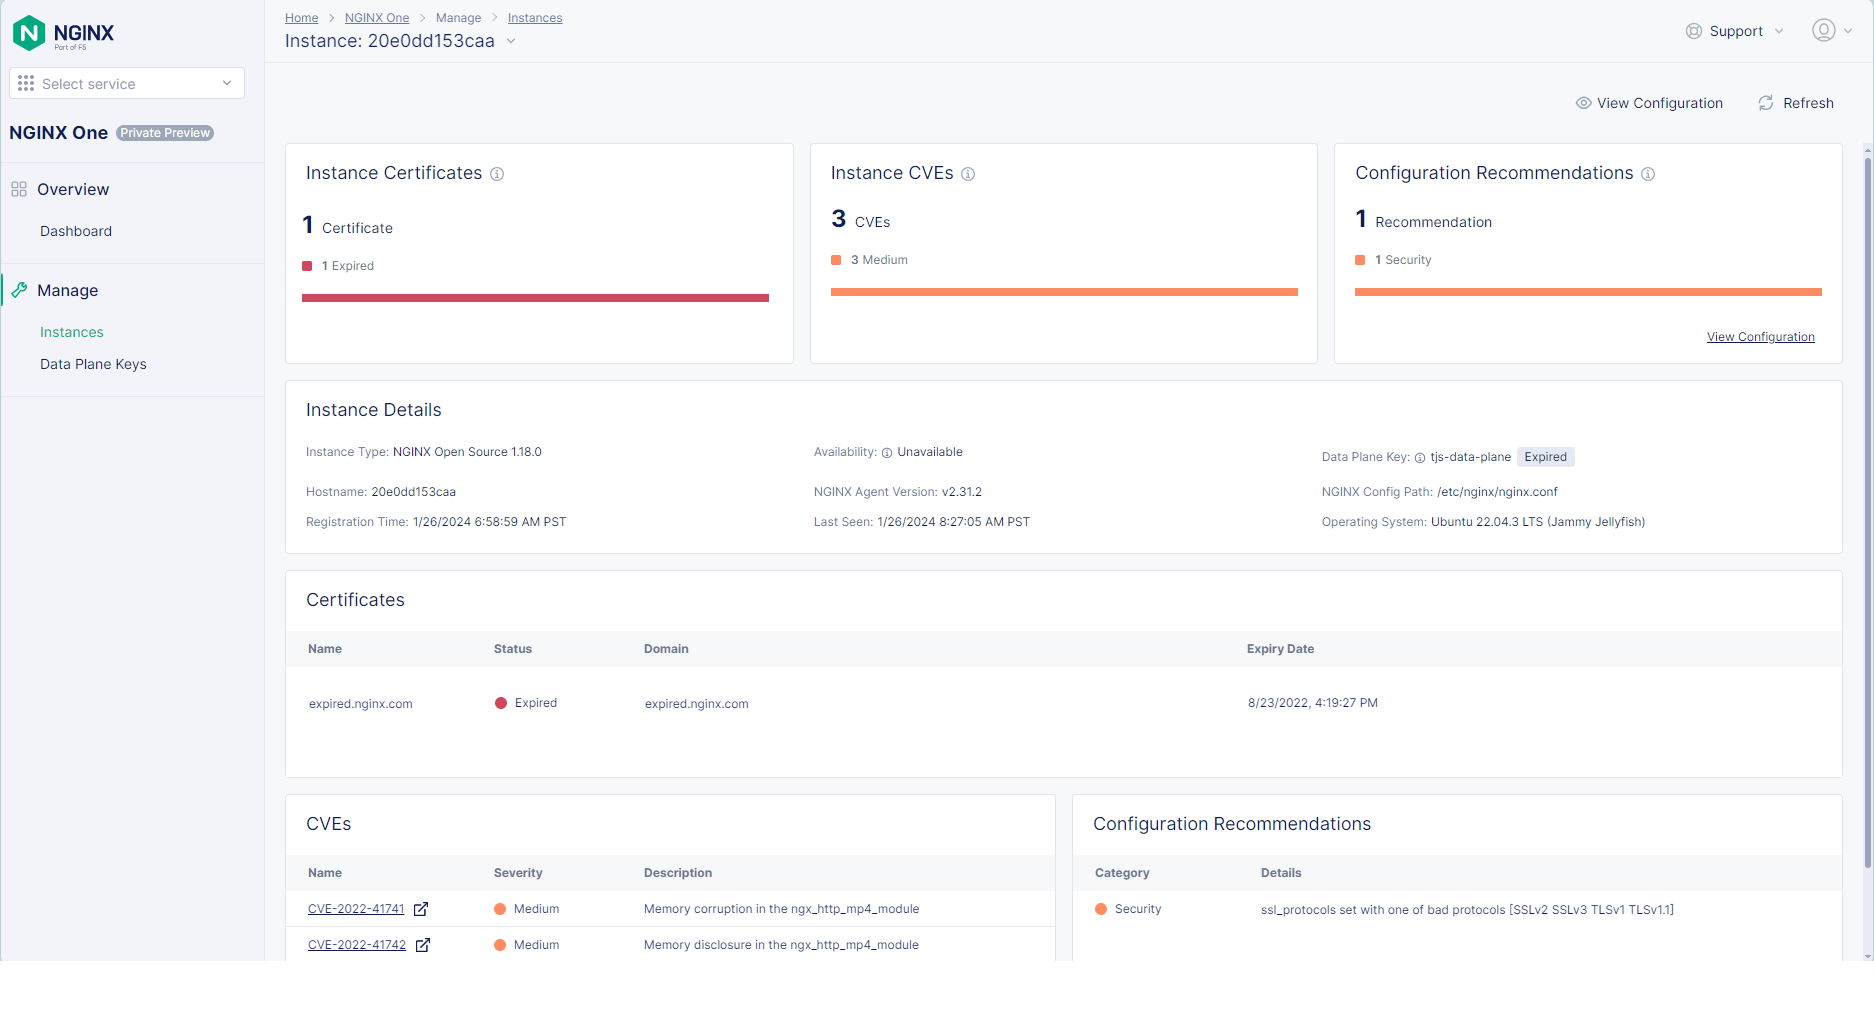 NGINX
Part of F5
Select service
NGINX One Private Preview
Overview
Dashboard
Manage
Instances
Data Plane Keys
Home > NGINX One > Manage > Instances
Instance: 20e0dd153caa
Support
View Configuration
Refresh
Instance Certificates
1 Certificate
1 Expired
Instance CVEs
3 CVEs
3 Medium
Configuration Recommendations
1 Recommendation
1 Security
View Configuration
Instance Details
Instance Type: NGINX Open Source 1.18.0
Availability: Unavailable
Data Plane Key: tjs-data-plane Expired
Hostname: 20e0dd153caa
NGINX Agent Version: v2.31.2
NGINX Config Path: /etc/nginx/nginx.conf
Registration Time: 1/26/2024 6:58:59 AM PST
Last Seen: 1/26/2024 8:27:05 AM PST
Operating System: Ubuntu 22.04.3 LTS (Jammy Jellyfish)
Certificates
Name Status Domain Expiry Date
expired.nginx.com Expired expired.nginx.com 8/23/2022, 4:19:27 PM
CVEs
Name Severity Description
CVE-2022-41741 Medium Memory corruption in the ngx_http_mp4_module
CVE-2022-41742 Medium Memory disclosure in the ngx_http_mp4_module
Configuration Recommendations
Category Details
Security ssl_protocols set with one of bad protocols [SSLv2 SSLv3 TLSv1 TLSv1.1]